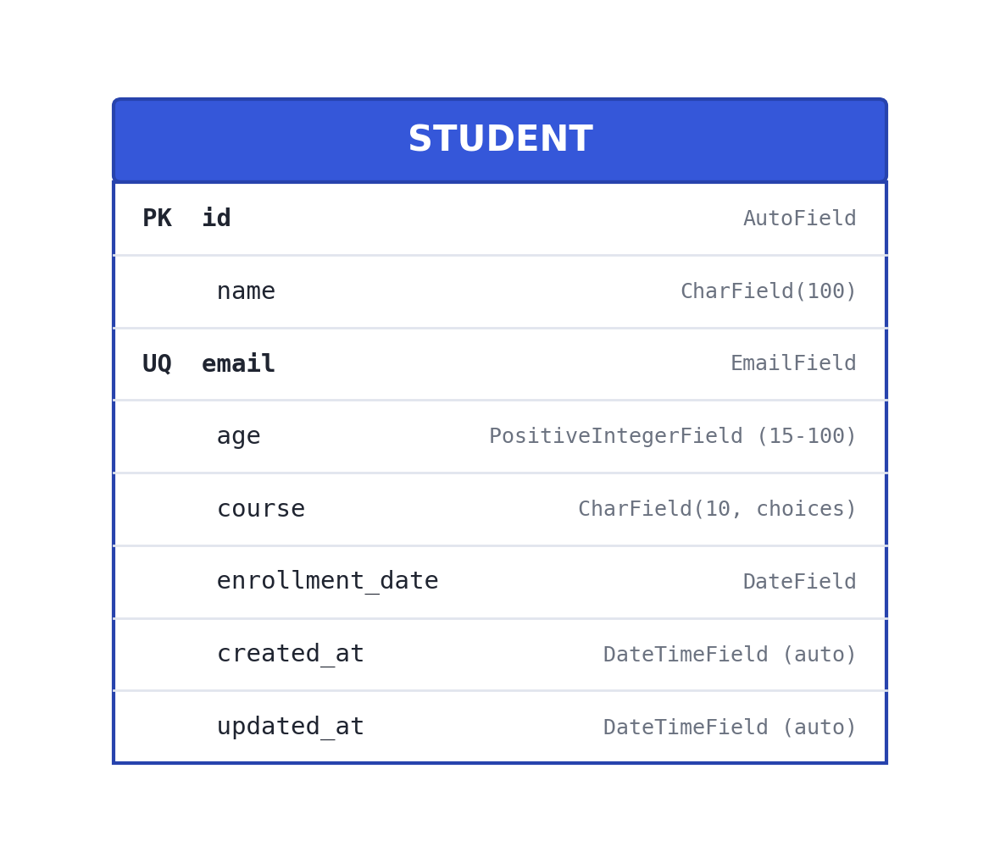 STUDENT
PK id AutoField
name CharField(100)
UQ email EmailField
age PositiveIntegerField (15-100)
course CharField(10, choices)
enrollment_date DateField
created_at DateTimeField (auto)
updated_at DateTimeField (auto)